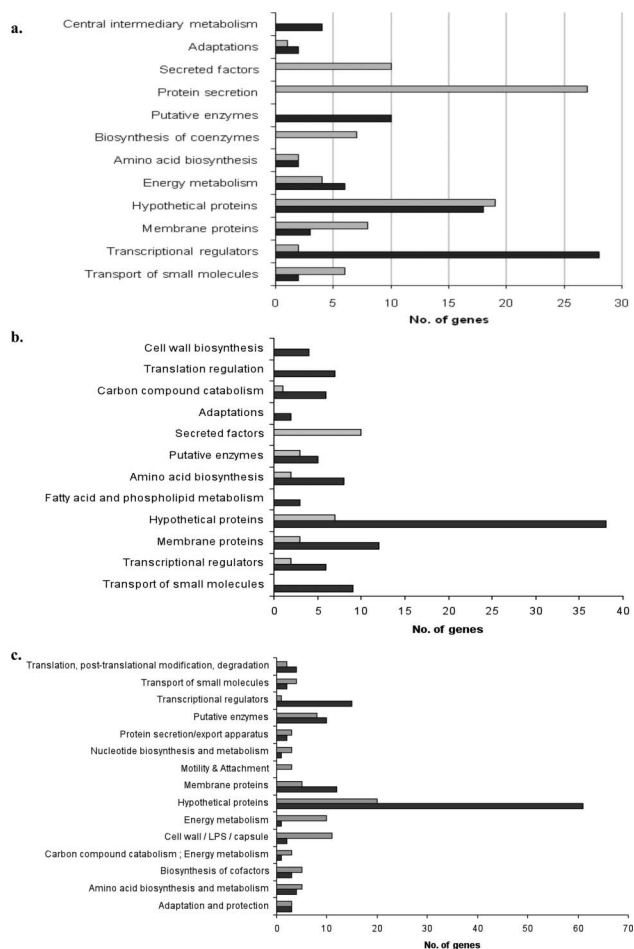 a.
Central intermediary metabolism
Adaptations
Secreted factors
Protein secretion
Putative enzymes
Biosynthesis of coenzymes
Amino acid biosynthesis
Energy metabolism
Hypothetical proteins
Membrane proteins
Transcriptional regulators
Transport of small molecules
0 5 10 15 20 25 30
No. of genes
b.
Cell wall biosynthesis
Translation regulation
Carbon compound catabolism
Adaptations
Secreted factors
Putative enzymes
Amino acid biosynthesis
Fatty acid and phospholipid metabolism
Hypothetical proteins
Membrane proteins
Transcriptional regulators
Transport of small molecules
0 5 10 15 20 25 30 35 40
No. of genes
c.
Translation, post-translational modification, degradation
Transport of small molecules
Transcriptional regulators
Putative enzymes
Protein secretion/export apparatus
Nucleotide biosynthesis and metabolism
Motility & Attachment
Membrane proteins
Hypothetical proteins
Energy metabolism
Cell wall / LPS / capsule
Carbon compound catabolism ; Energy metabolism
Biosynthesis of cofactors
Amino acid biosynthesis and metabolism
Adaptation and protection
0 10 20 30 40 50 60 70
No. of genes